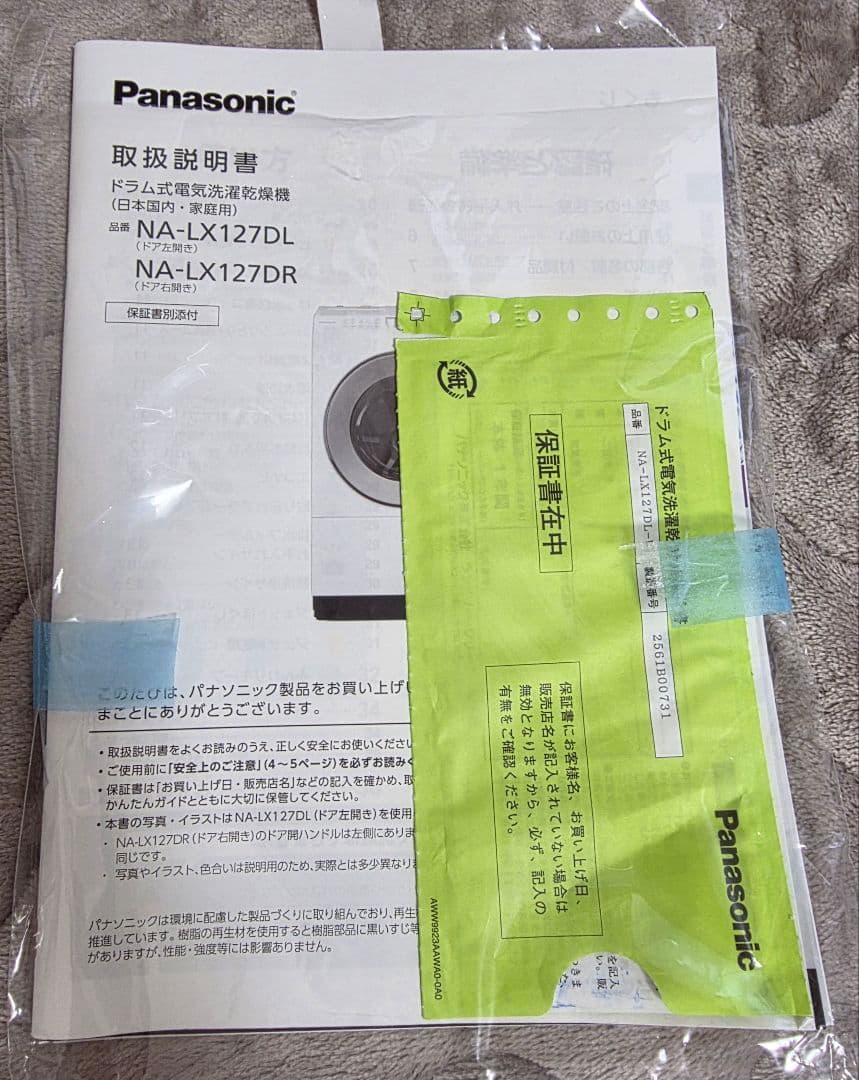 Panasonic
取扱説明書
ドラム式電気洗濯乾燥機
(日本国内・家庭用)
品番 NA-LX127DL
(ドア左開き)
NA-LX127DR
(ドア右開き)
保証書別添付
このたびは、パナソニック製品をお買い上げい
まことにありがとうございます。
・取扱説明書をよくお読みのうえ、正しく安全にお使いください
・ご使用前に「安全上のご注意」(4～5ページ)を必ずお読みく
・保証書は「お買い上げ日・販売店名」などの記入を確かめ、取
かんたんガイドとともに大切に保管してください。
・本書の写真・イラストはNA-LX127DL(ドア左開き)を使用
・NA-LX127DR(ドア右開き)のドア開ハンドルは左側にありま
同じです。
・写真やイラスト、色合いは説明用のため、実際とは多少異なりま
パナソニックは環境に配慮した製品づくりに取り組んでおり、再生
推進しています。樹脂の再生材を使用すると樹脂部品に黒いすじ等
がありますが、性能・強度等には影響ありません。
紙
ドラム式電気洗濯乾
品番 NA-LX127DL- 製造番号 2561B00731
保証書在中
保証書にお客様名、お買い上げ日、
販売店名が記入されていない場合は
無効となりますから、必ず、記入の
有無をご確認ください。
Panasonic
AWW9923AAWA0-0A0
を記入
い。販